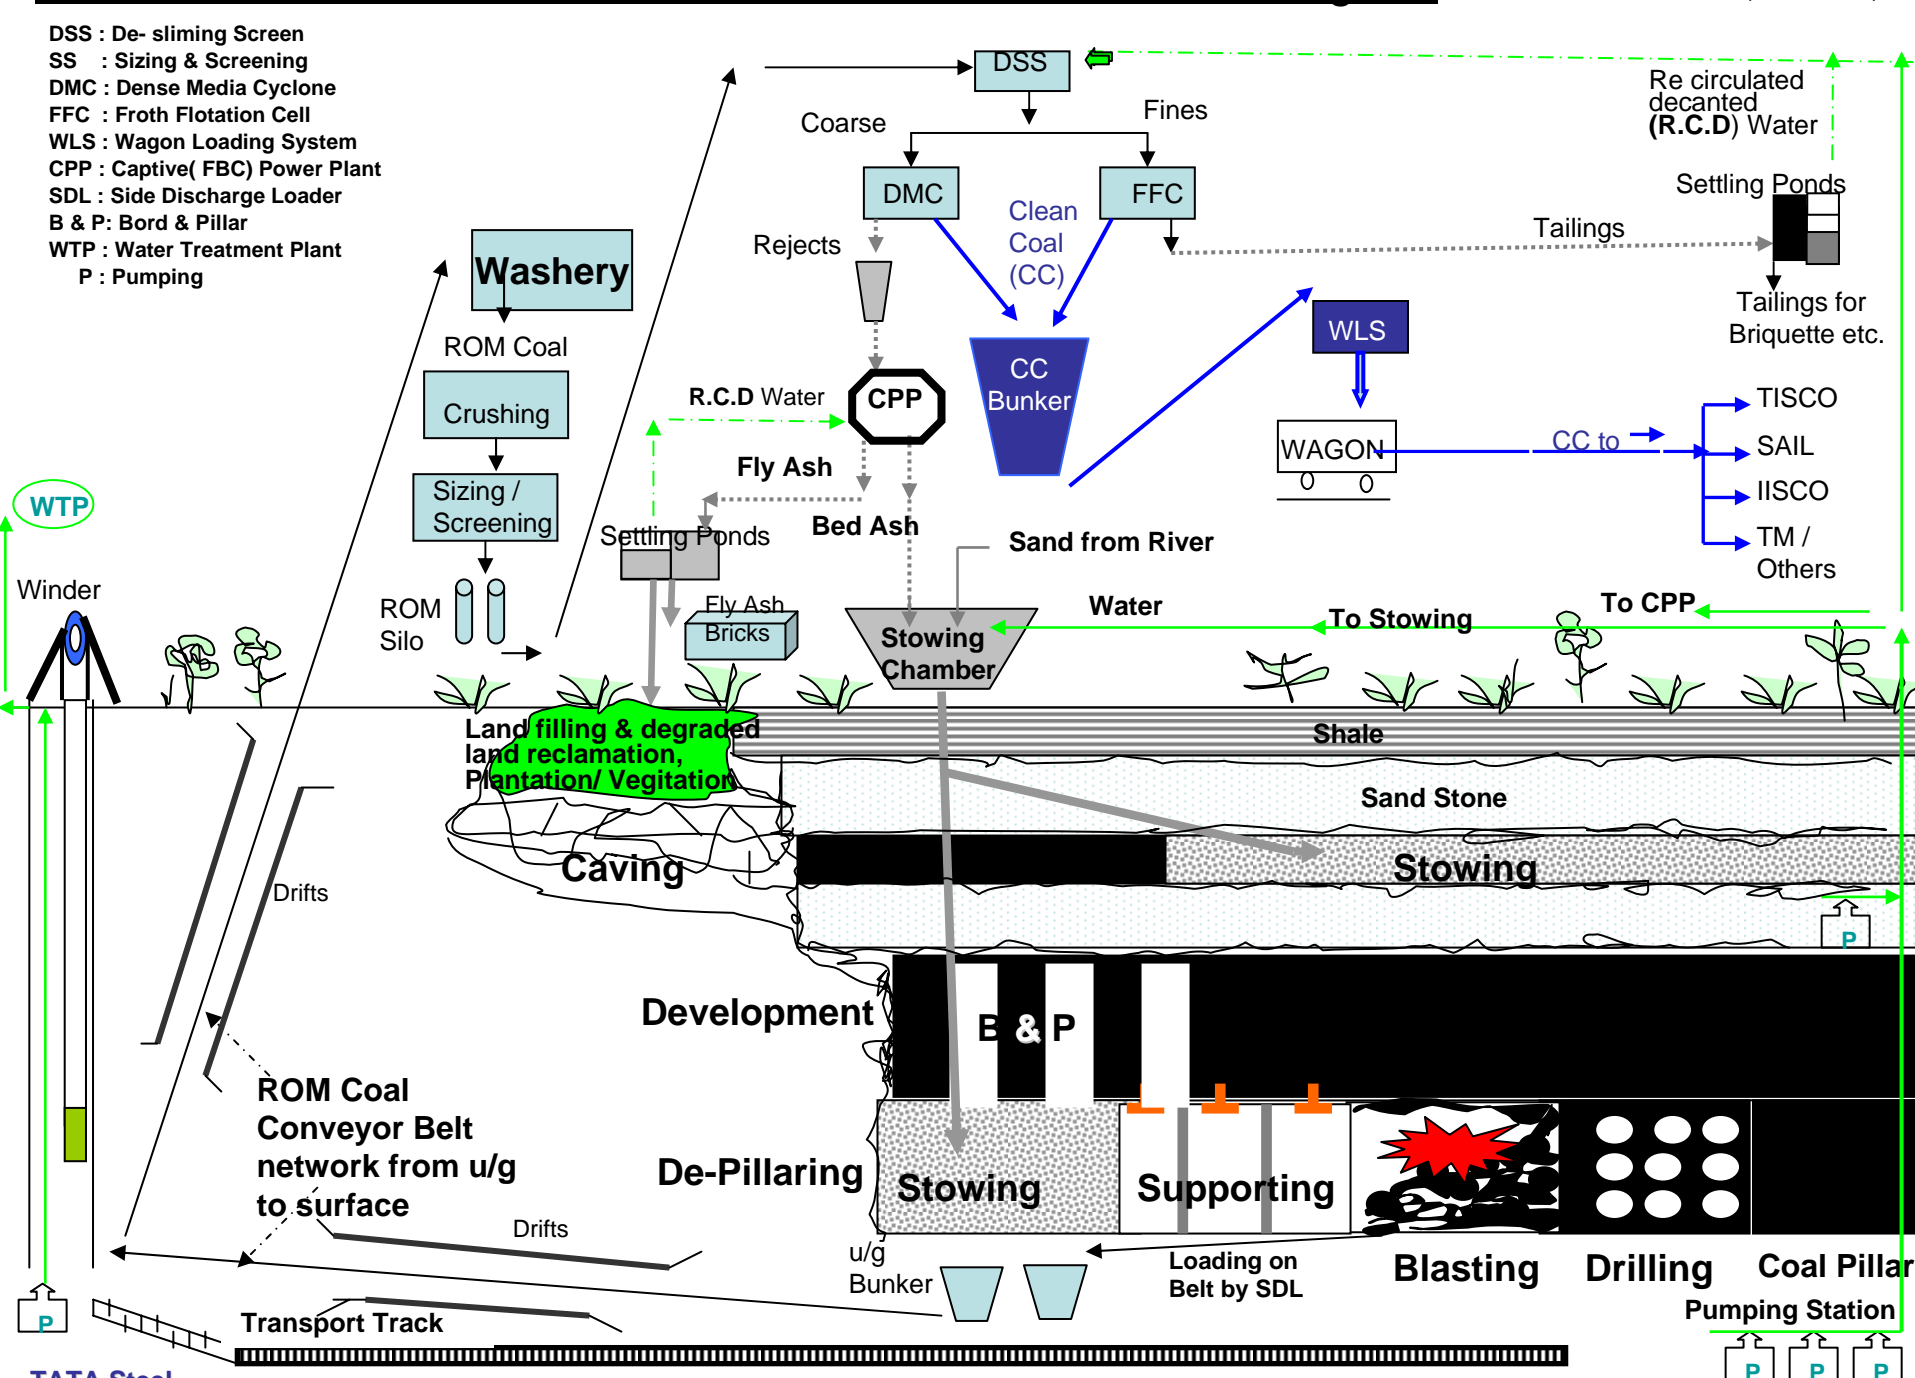 DSS : De- sliming Screen
SS : Sizing & Screening
DMC : Dense Media Cyclone
FFC : Froth Flotation Cell
WLS : Wagon Loading System
CPP : Captive( FBC) Power Plant
SDL : Side Discharge Loader
B & P: Bord & Pillar
WTP : Water Treatment Plant
P : Pumping
DSS
Coarse
Fines
DMC
FFC
Clean
Coal
(CC)
Rejects
Tailings
Re circulated
decanted
(R.C.D) Water
Settling Ponds
Tailings for
Briquette etc.
Washery
ROM Coal
Crushing
Sizing /
Screening
ROM
Silo
R.C.D Water
CPP
CC
Bunker
WLS
WAGON
CC to
TISCO
SAIL
IISCO
TM /
Others
Fly Ash
Bed Ash
Settling Ponds
Fly Ash
Bricks
Sand from River
Stowing
Chamber
Water
To Stowing
To CPP
WTP
Winder
Land filling & degraded
land reclamation,
Plantation/ Vegitation
Shale
Sand Stone
Caving
Stowing
Drifts
P
Development
B & P
ROM Coal
Conveyor Belt
network from u/g
to surface
De-Pillaring
Stowing
Supporting
Drifts
u/g
Bunker
Loading on
Belt by SDL
Blasting
Drilling
Coal Pillar
Pumping Station
P
Transport Track
P
P
P
TATA Steel